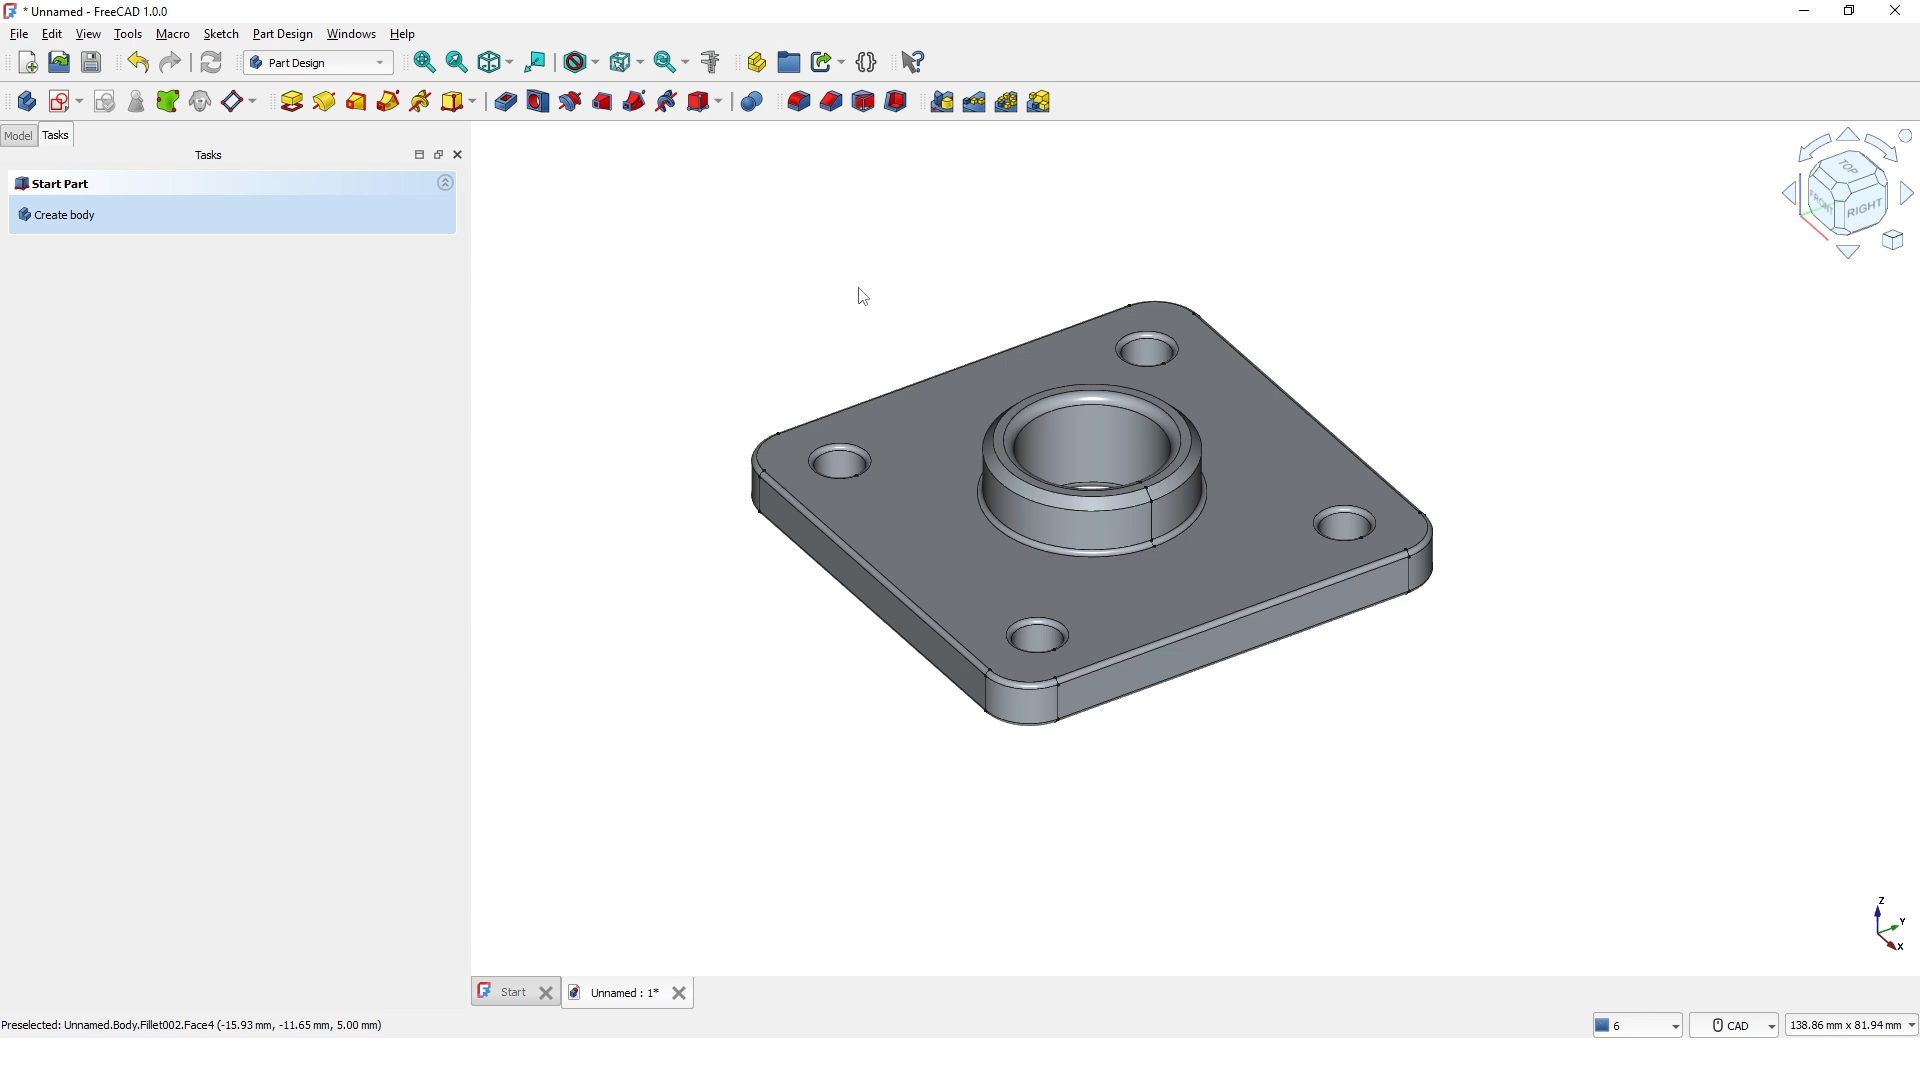 * Unnamed - FreeCAD 1.0.0
File Edit View Tools Macro Sketch Part Design Windows Help
Part Design
Model Tasks
Tasks
Start Part
Create body
TOP
FRONT RIGHT
Z
Y
X
Start Unnamed : 1*
Preselected: Unnamed.Body.Fillet002.Face4 (-15.93 mm, -11.65 mm, 5.00 mm) 6 CAD 138.86 mm x 81.94 mm